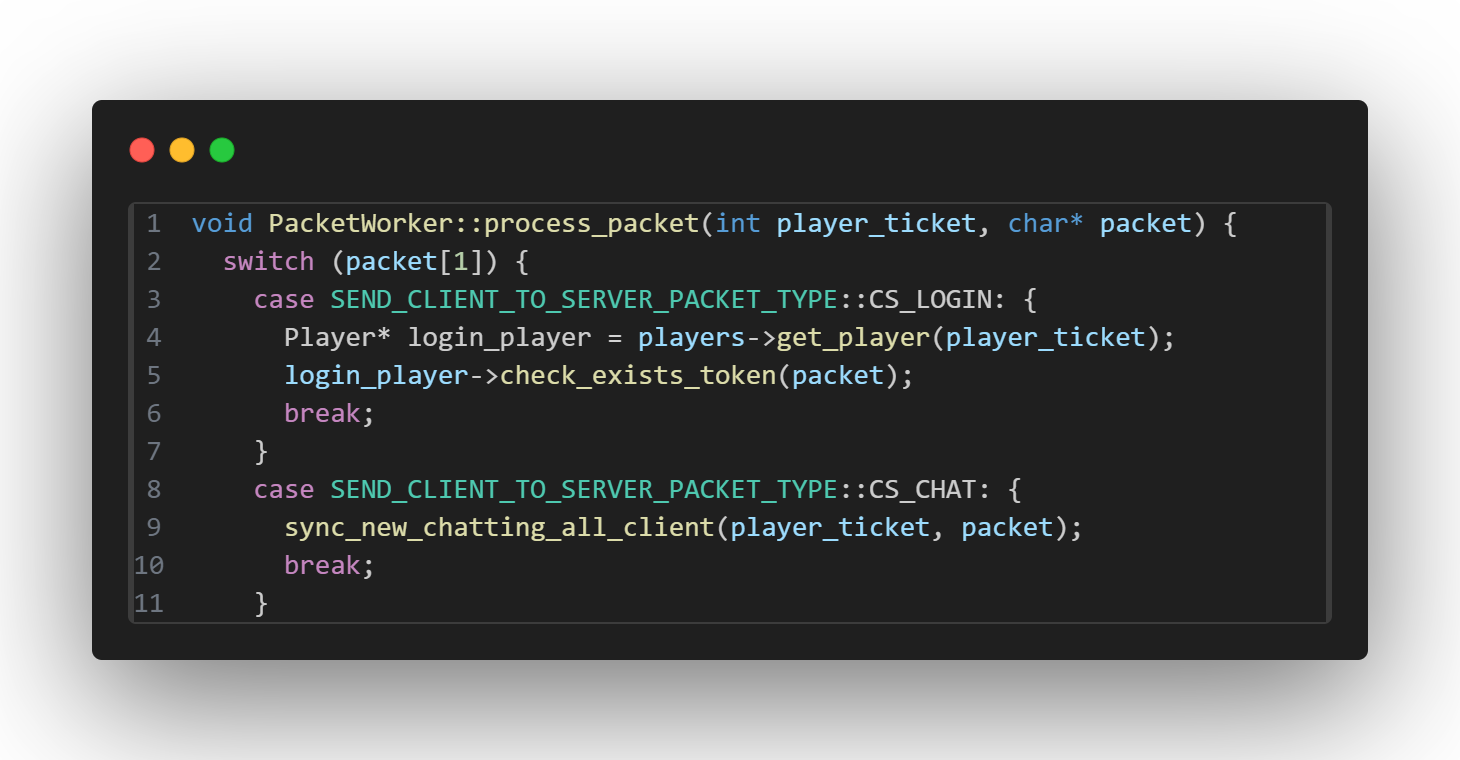 1 void PacketWorker::process_packet(int player_ticket, char* packet) {
2   switch (packet[1]) {
3     case SEND_CLIENT_TO_SERVER_PACKET_TYPE::CS_LOGIN: {
4       Player* login_player = players->get_player(player_ticket);
5       login_player->check_exists_token(packet);
6       break;
7     }
8     case SEND_CLIENT_TO_SERVER_PACKET_TYPE::CS_CHAT: {
9       sync_new_chatting_all_client(player_ticket, packet);
10       break;
11     }